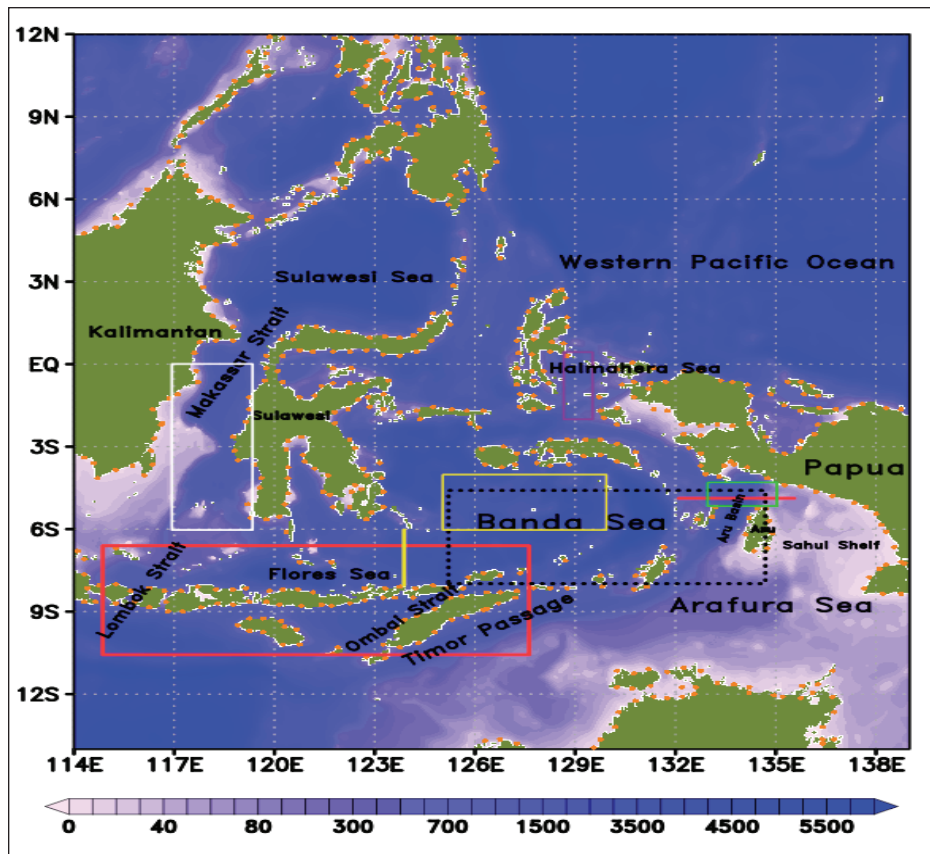 12N
9N
6N
3N
EQ
3S
6S
9S
12S
Sulawesi Sea
Western Pacific Ocean
Kalimantan
Makassar Strait
Halmahera Sea
Sulawesi
Papua
Banda Sea
Aru Basin
Aru
Sahul Shelf
Lombok Strait
Flores Sea
Ombai Strait
Timor Passage
Arafura Sea
114E 117E 120E 123E 126E 129E 132E 135E 138E
0 40 80 300 700 1500 3500 4500 5500